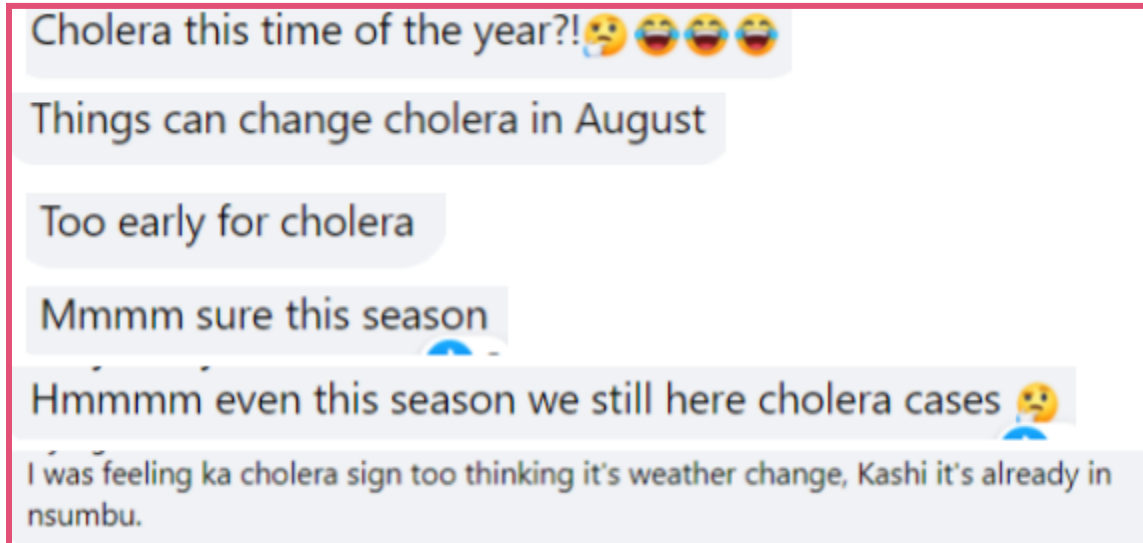 Cholera this time of the year?!🤔😂😂😂
Things can change cholera in August
Too early for cholera
Mmmm sure this season
Hmmmm even this season we still here cholera cases 🤔
I was feeling ka cholera sign too thinking it's weather change, Kashi it's already in
nsumbu.